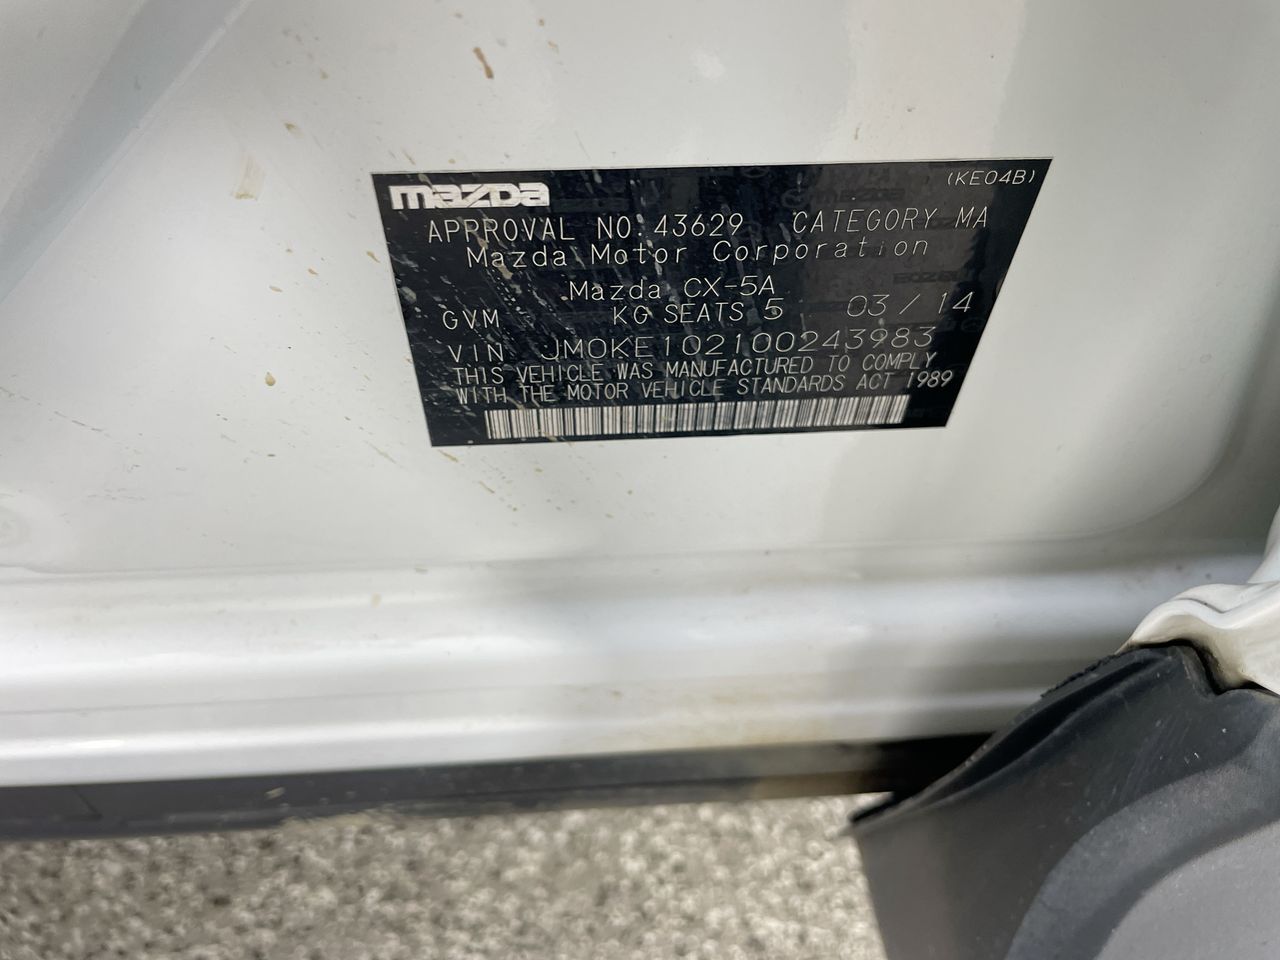 mazda (KE04B)
APPROVAL NO. 43629 CATEGORY MA
Mazda Motor Corporation
Mazda CX-5A
GVM KG SEATS 5 03/14
VIN JM0KE102100243983
THIS VEHICLE WAS MANUFACTURED TO COMPLY
WITH THE MOTOR VEHICLE STANDARDS ACT 1989